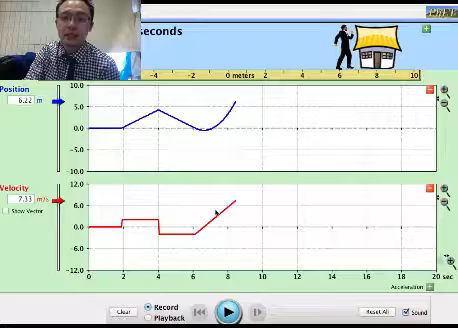 seconds
-4 -2 0 meters 2 4 6 8 10
Position
6.22 m
10.0
5.0
0.0
-5.0
-10.0
Velocity
7.33 m/s
Show Vector
12.0
6.0
0.0
-6.0
-12.0
0 2 4 6 8 10 12 14 16 18 20 sec
Acceleration
Clear
Record
Playback
Reset All
Sound